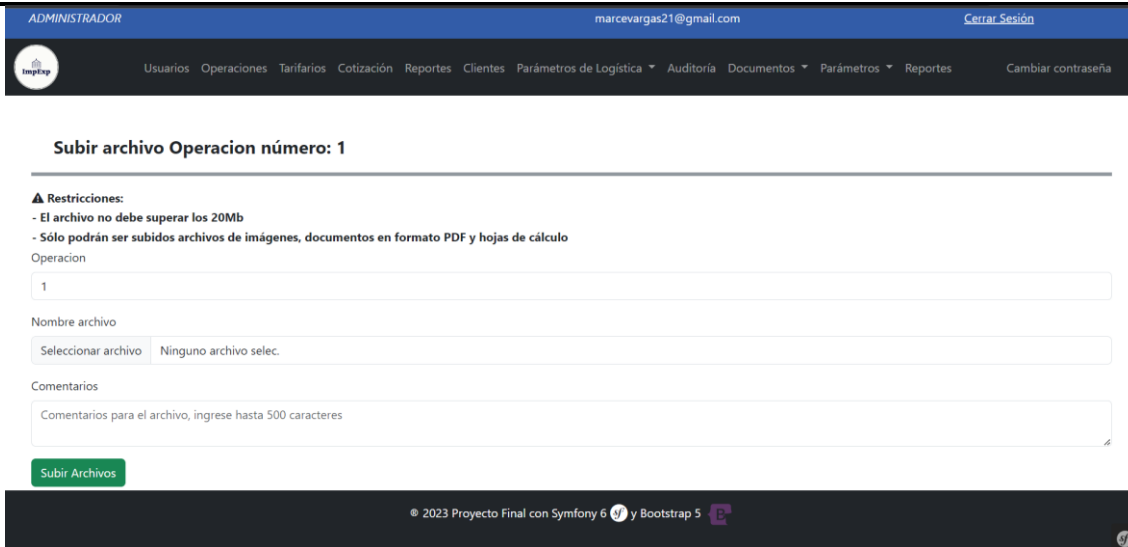 ADMINISTRADOR marcevargas21@gmail.com Cerrar Sesión
ImpExp Usuarios Operaciones Tarifarios Cotización Reportes Clientes Parámetros de Logística Auditoría Documentos Parámetros Reportes Cambiar contraseña
Subir archivo Operacion número: 1
Restricciones:
- El archivo no debe superar los 20Mb
- Sólo podrán ser subidos archivos de imágenes, documentos en formato PDF y hojas de cálculo
Operacion
1
Nombre archivo
Seleccionar archivo Ninguno archivo selec.
Comentarios
Comentarios para el archivo, ingrese hasta 500 caracteres
Subir Archivos
® 2023 Proyecto Final con Symfony 6 sf y Bootstrap 5 B
sf